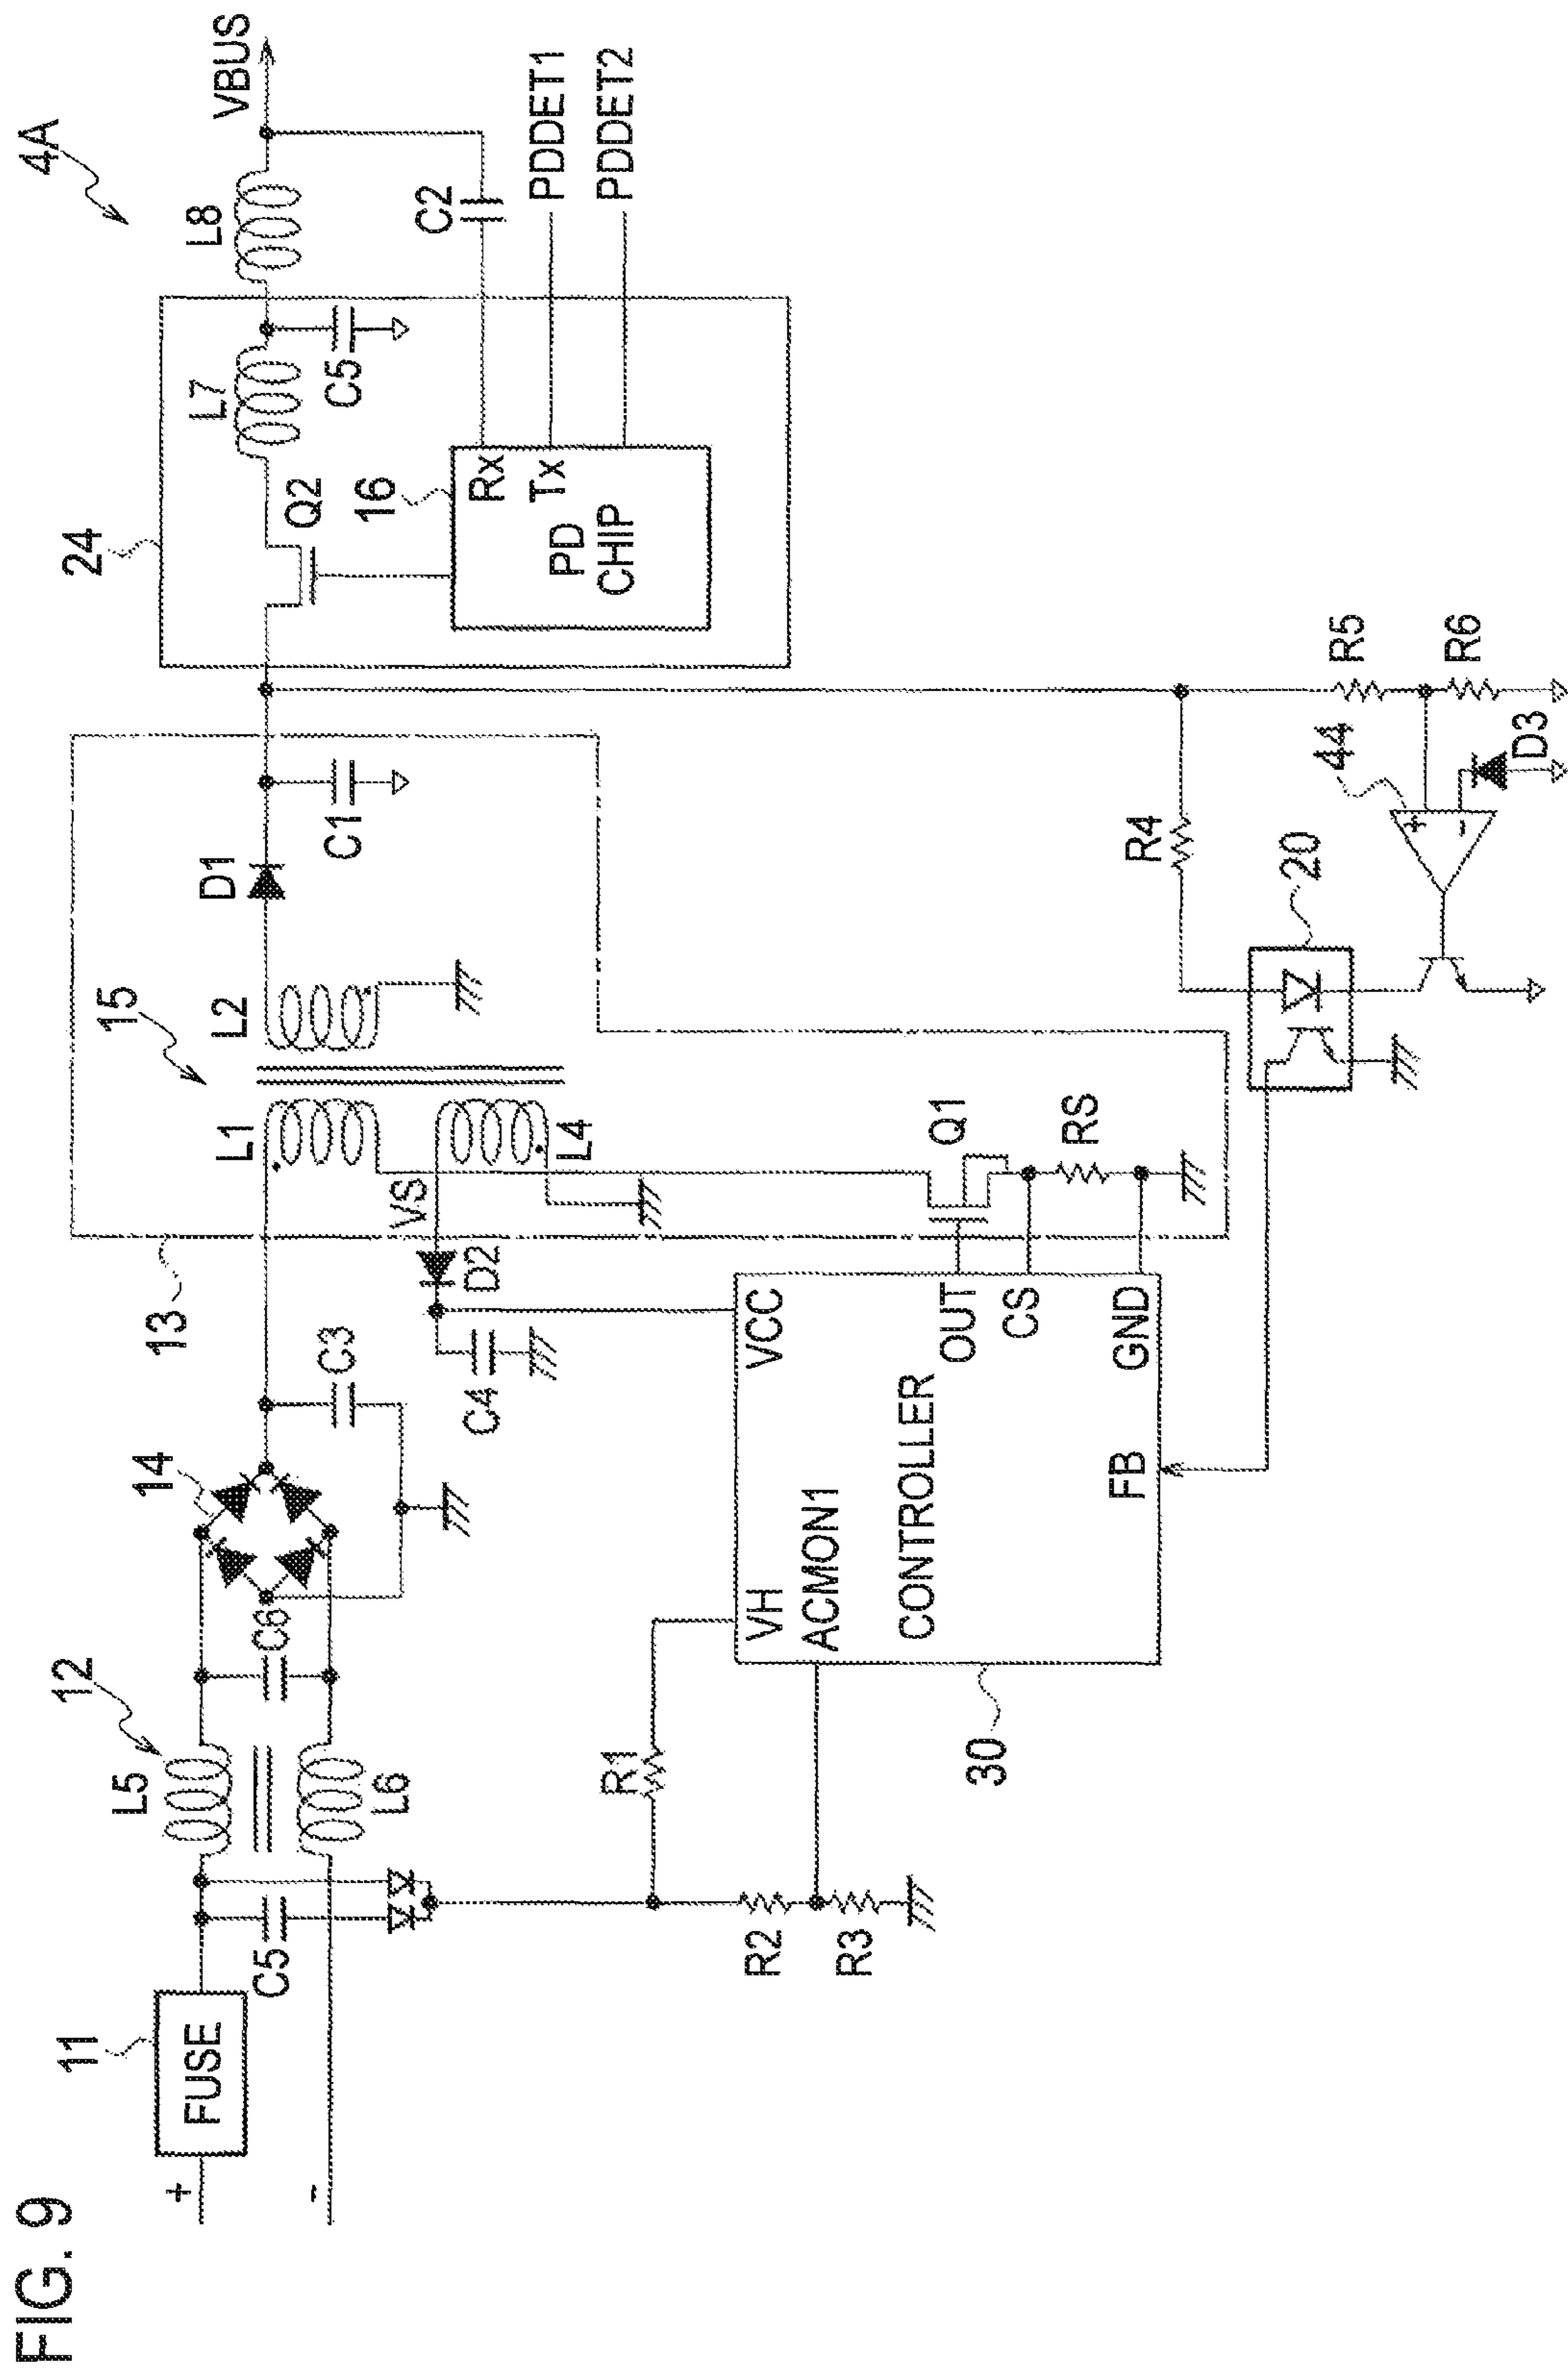 FIG. 9
4A
VBUS
L8
24
L7
C5
C2
PDDET1
PDDET2
Q2
16
Rx
Tx
PD
CHIP
15
L2
D1
C1
L1
L4
VS
D2
C4
13
Q1
RS
R4
R5
R6
44
+
-
D3
20
14
C3
12
L5
L6
C6
C5
11
FUSE
+
-
R1
R2
R3
VH
ACMON1
CONTROLLER
VCC
OUT
CS
GND
FB
30